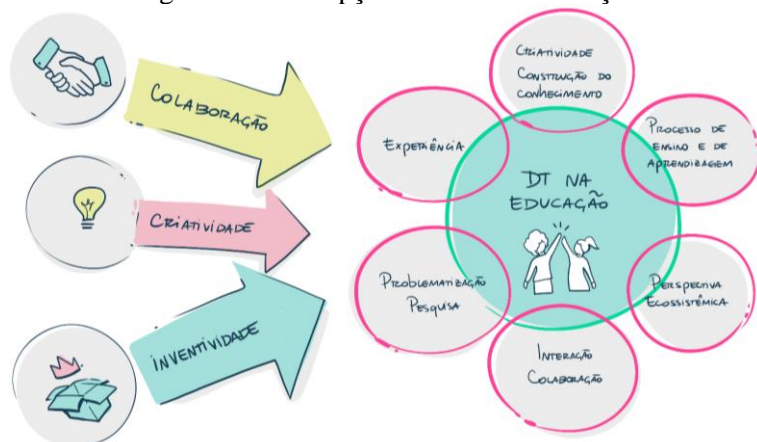 COLABORAÇÃO
CRIATIVIDADE
INVENTIVIDADE
CRIATIVIDADE
CONSTRUÇÃO DO
CONHECIMENTO
EXPERIÊNCIA
PROCESSO DE
ENSINO E DE
APRENDIZAGEM
DT NA
EDUCAÇÃO
PROBLEMATIZAÇÃO
PESQUISA
PERSPECTIVA
ECOSSISTÊMICA
INTERAÇÃO
COLABORAÇÃO